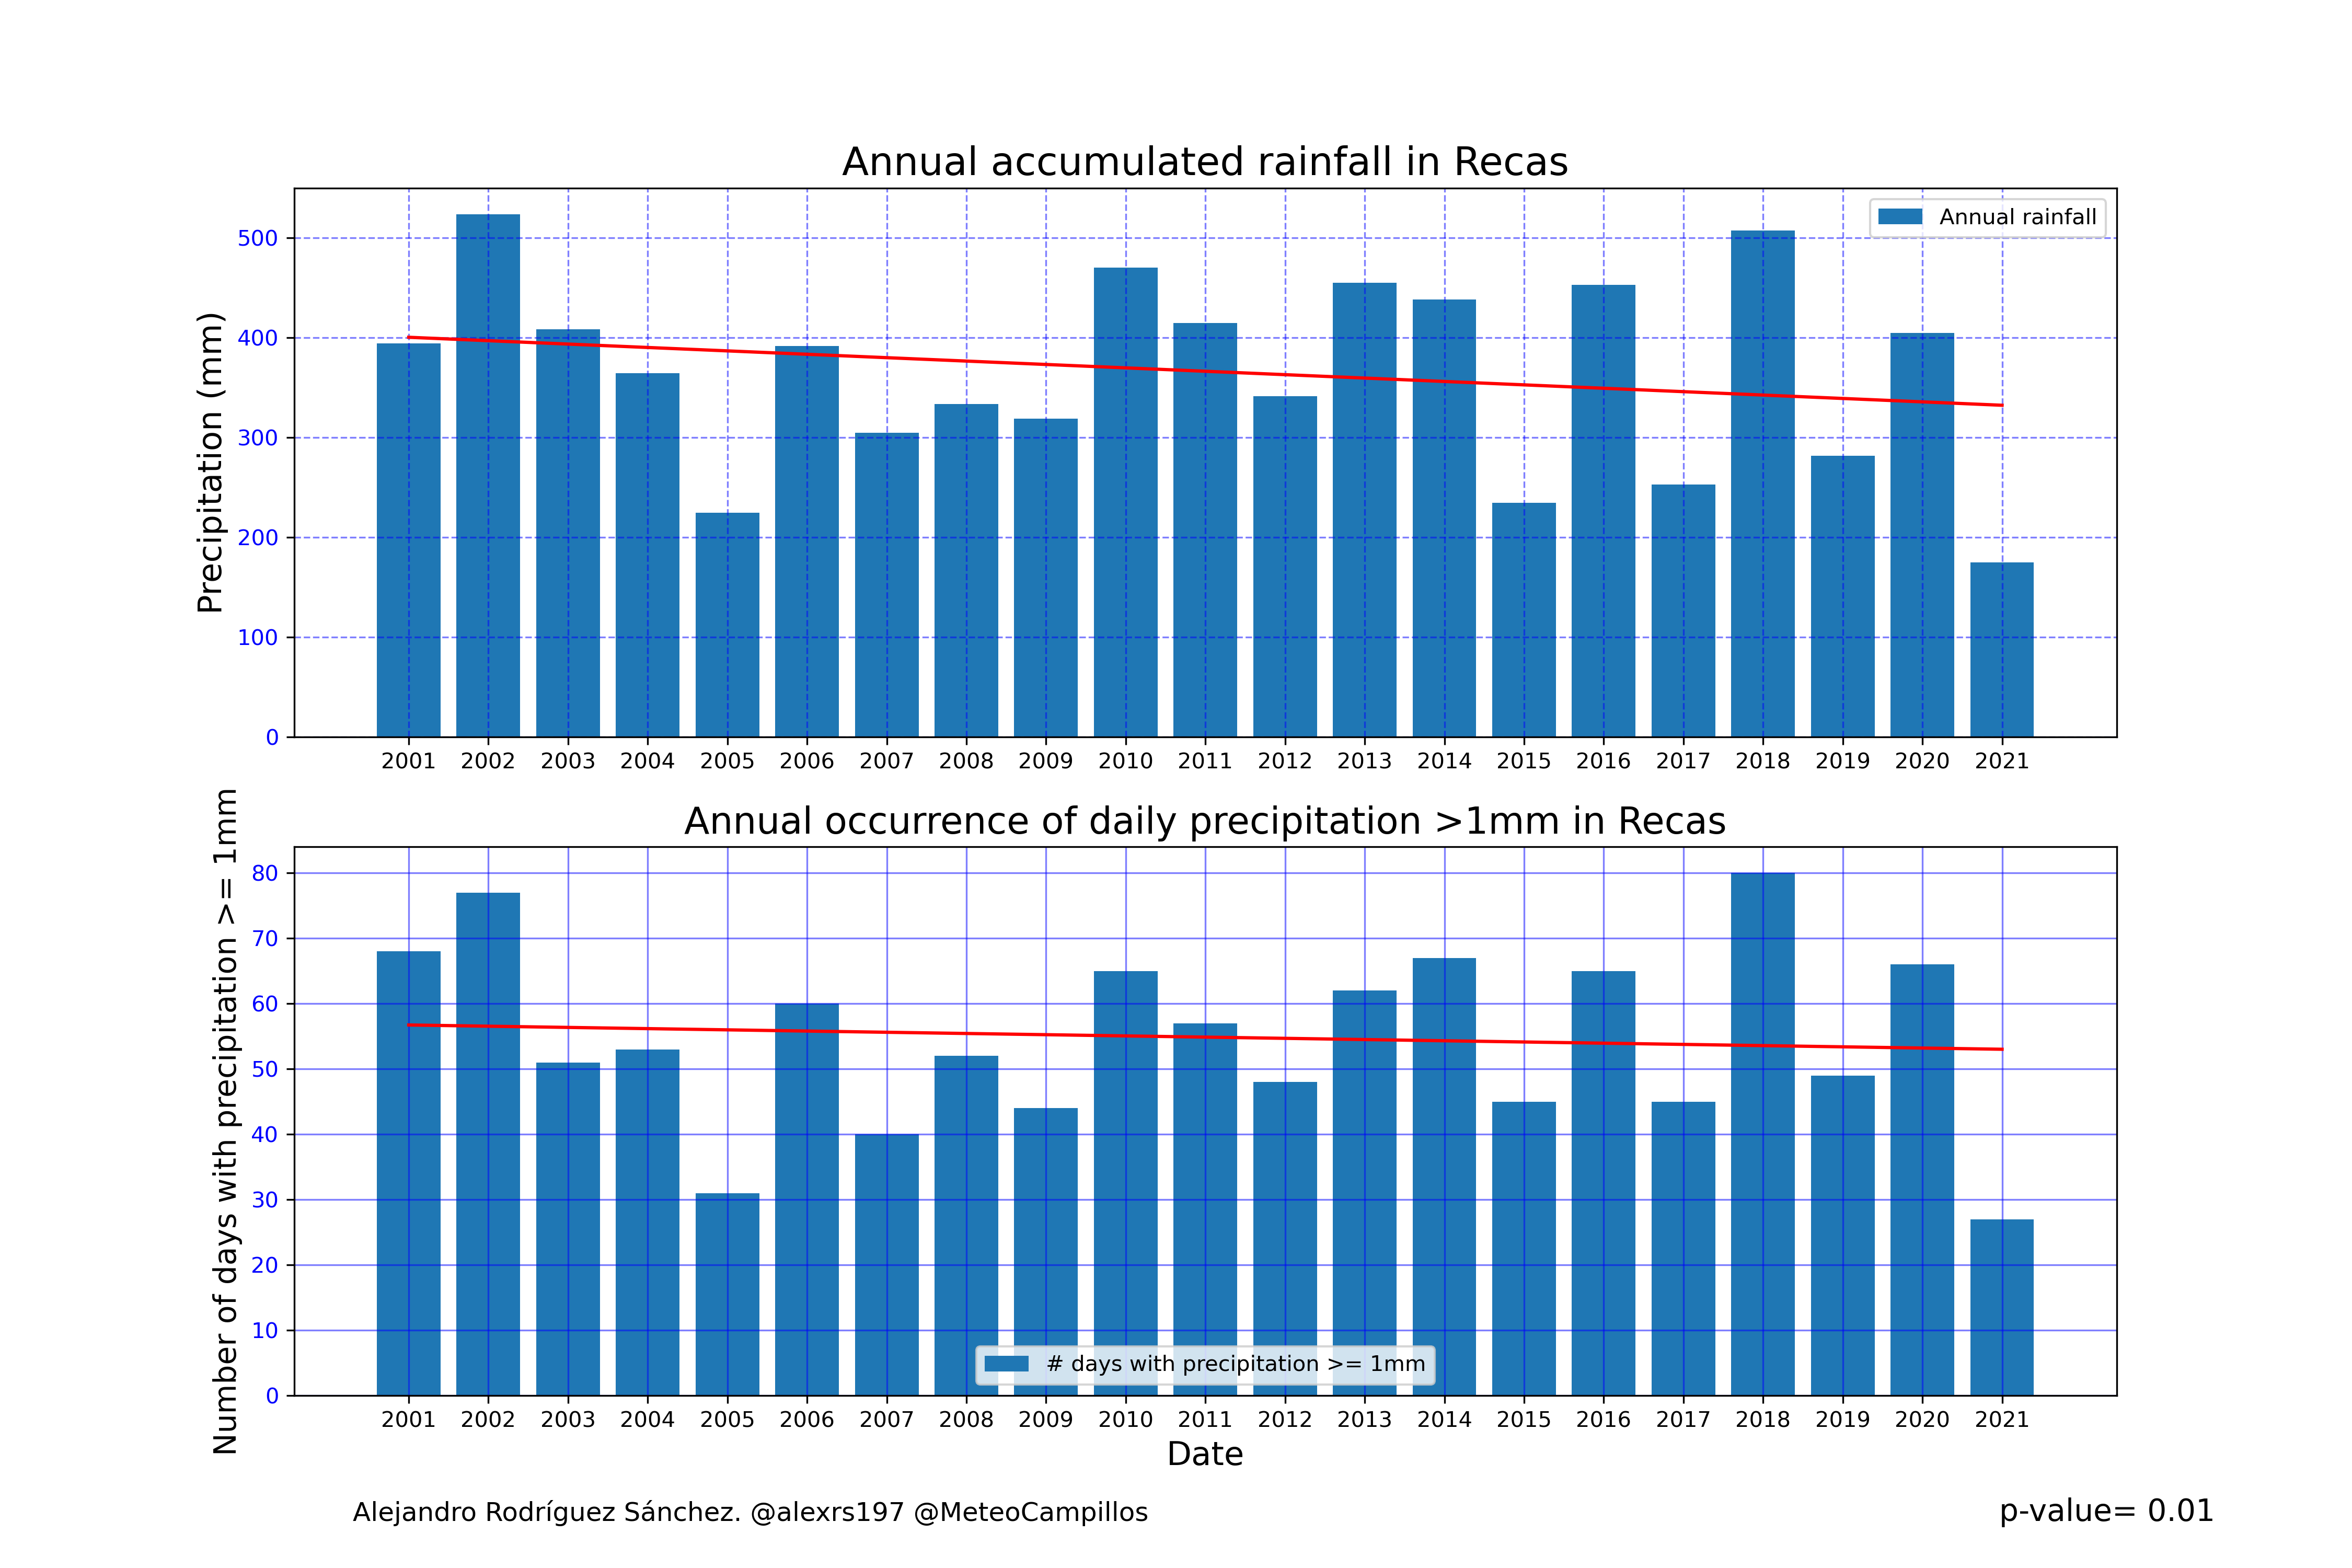 Annual accumulated rainfall in Recas
Annual rainfall
Precipitation (mm)
500
400
300
200
100
0
2001 2002 2003 2004 2005 2006 2007 2008 2009 2010 2011 2012 2013 2014 2015 2016 2017 2018 2019 2020 2021
Annual occurrence of daily precipitation >1mm in Recas
Number of days with precipitation >= 1mm
80
70
60
50
40
30
20
10
0
# days with precipitation >= 1mm
2001 2002 2003 2004 2005 2006 2007 2008 2009 2010 2011 2012 2013 2014 2015 2016 2017 2018 2019 2020 2021
Date
Alejandro Rodríguez Sánchez. @alexrs197 @MeteoCampillos
p-value= 0.01